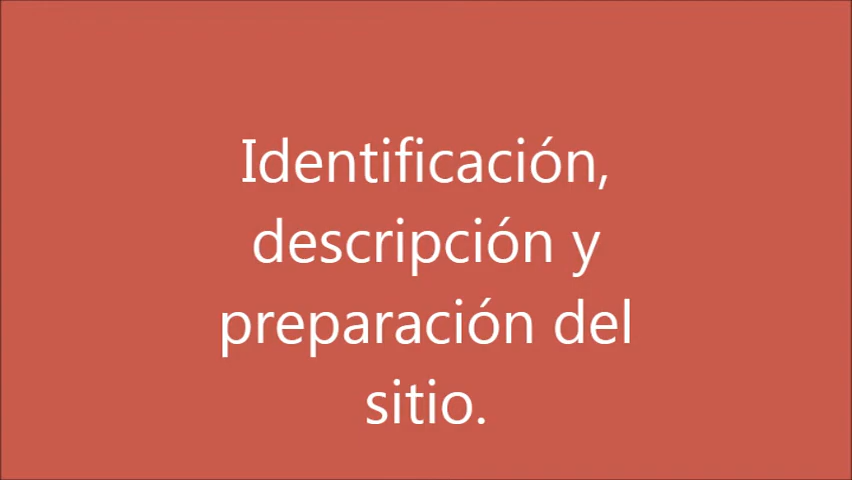 Identificación,
descripción y
preparación del
sitio.